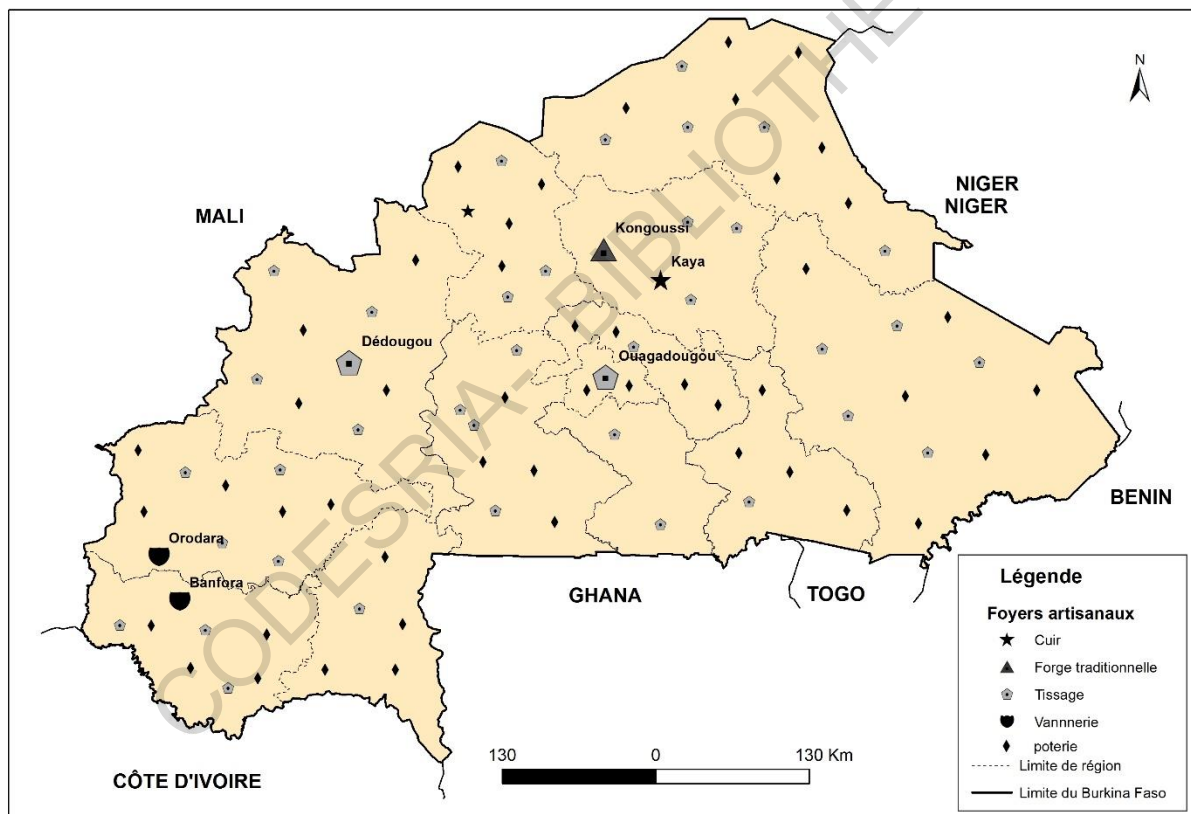 CODESRIA- BIBLIOTHE
N
NIGER
NIGER
MALI
Kongoussi
Kaya
Dédougou
Ouagadougou
BENIN
Orodara
Banfora
GHANA
TOGO
CÔTE D'IVOIRE
130 0 130 Km
Légende
Foyers artisanaux
Cuir
Forge traditionnelle
Tissage
Vannnerie
poterie
Limite de région
Limite du Burkina Faso